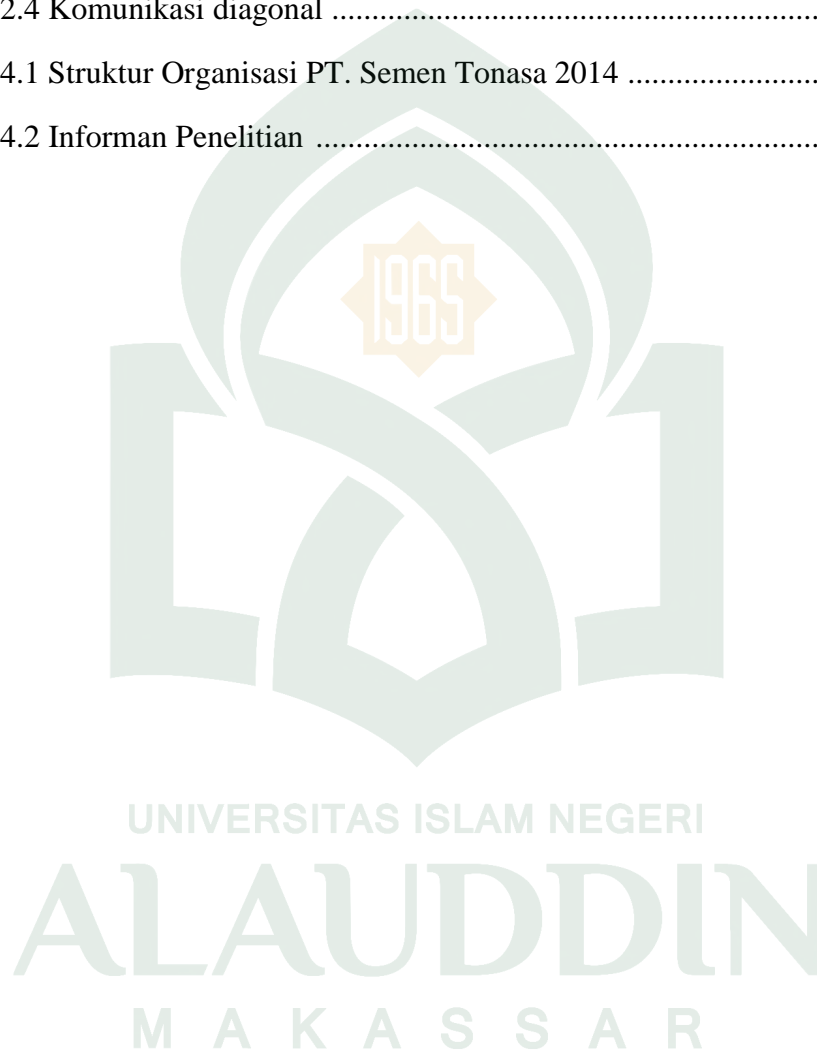 2.4 Komunikasi diagonal ............................................................
4.1 Struktur Organisasi PT. Semen Tonasa 2014 ........................
4.2 Informan Penelitian ..............................................................
1965
UNIVERSITAS ISLAM NEGERI
ALAUDDIN
MAKASSAR